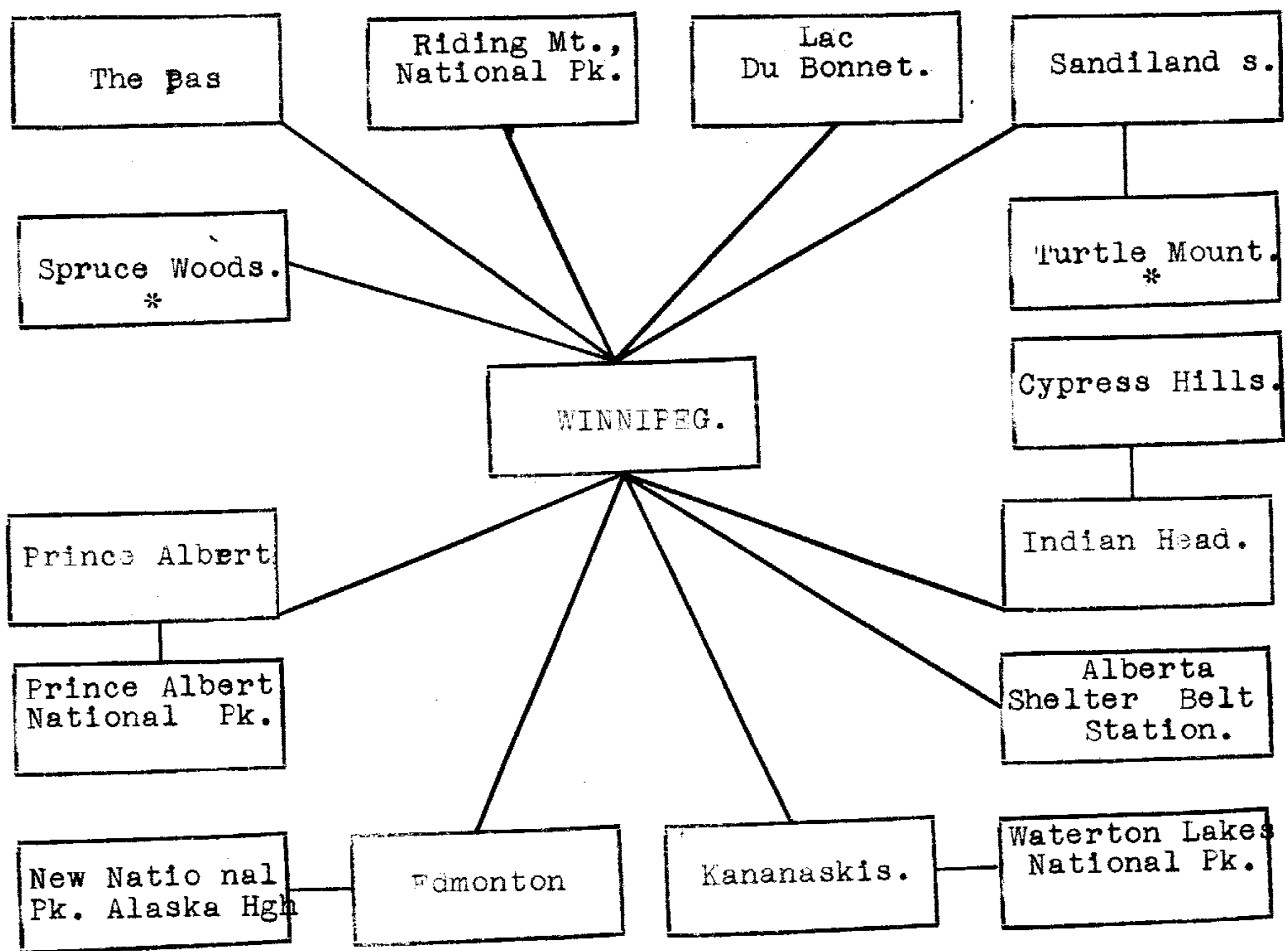 The Pas
Riding Mt.,
National Pk.
Lac
Du Bonnet.
Sandiland s.
Spruce Woods.
*
Turtle Mount.
*
WINNIPEG.
Cypress Hills.
Prince Albert
Indian Head.
Prince Albert
National Pk.
Alberta
Shelter Belt
Station.
New Natio nal
Pk. Alaska Hgh
Edmonton
Kananaskis.
Waterton Lakes
National Pk.